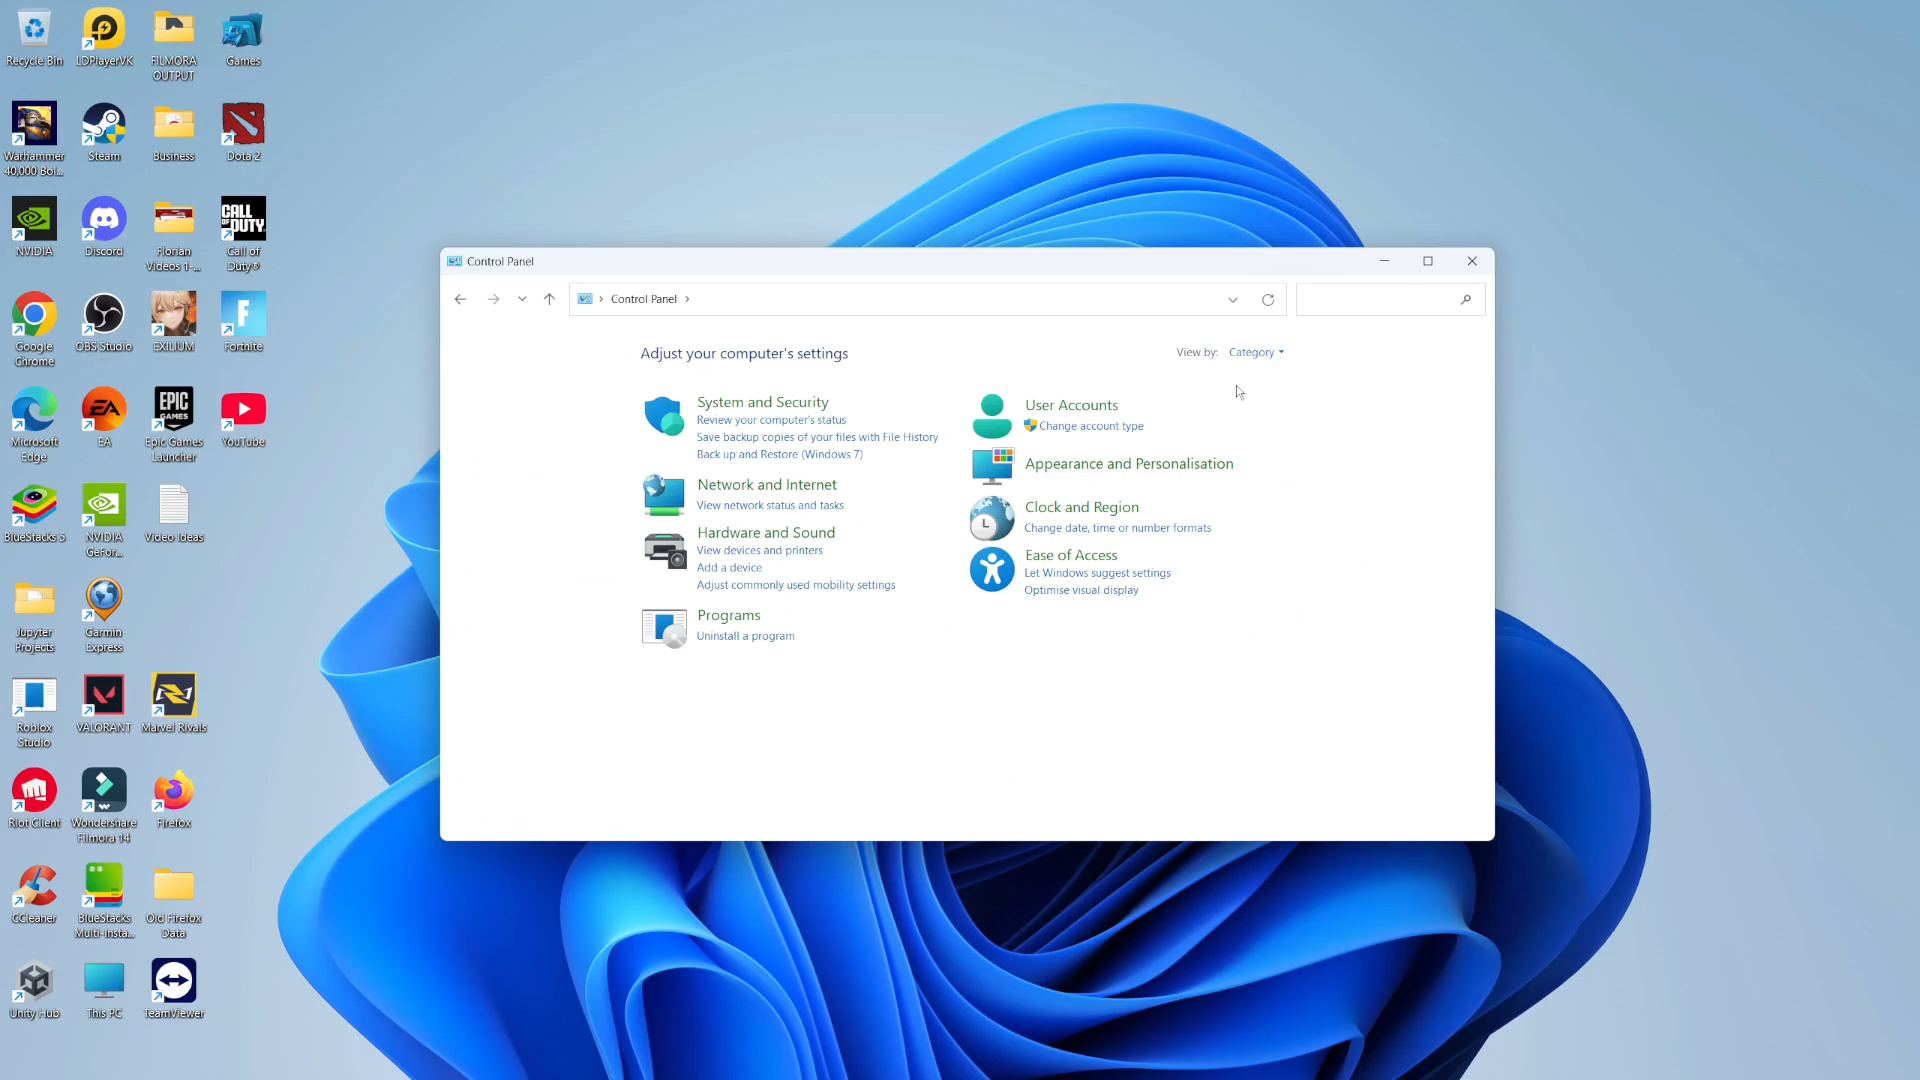 Recycle Bin
LDPlayerVK
FILMORA
OUTPUT
Games
Warhammer
40,000 Bol...
Steam
Business
Dota 2
NVIDIA
Discord
Florian
Videos 1-...
CALL
OF DUTY
Call of
Duty®
Google
Chrome
OBS Studio
EXILIUM
Fortnite
Microsoft
Edge
EA
EA
EPIC
GAMES
Epic Games
Launcher
YouTube
BlueStacks 5
NVIDIA
GeFor...
Video Ideas
Jupyter
Projects
Garmin
Express
Roblox
Studio
VALORANT
Marvel Rivals
Riot Client
Wondershare
Filmora 14
Firefox
CCleaner
BlueStacks
Multi-Insta...
Old Firefox
Data
Unity Hub
This PC
TeamViewer
Control Panel
Control Panel
Adjust your computer's settings
View by: Category
System and Security
Review your computer's status
Save backup copies of your files with File History
Back up and Restore (Windows 7)
Network and Internet
View network status and tasks
Hardware and Sound
View devices and printers
Add a device
Adjust commonly used mobility settings
Programs
Uninstall a program
User Accounts
Change account type
Appearance and Personalisation
Clock and Region
Change date, time or number formats
Ease of Access
Let Windows suggest settings
Optimise visual display